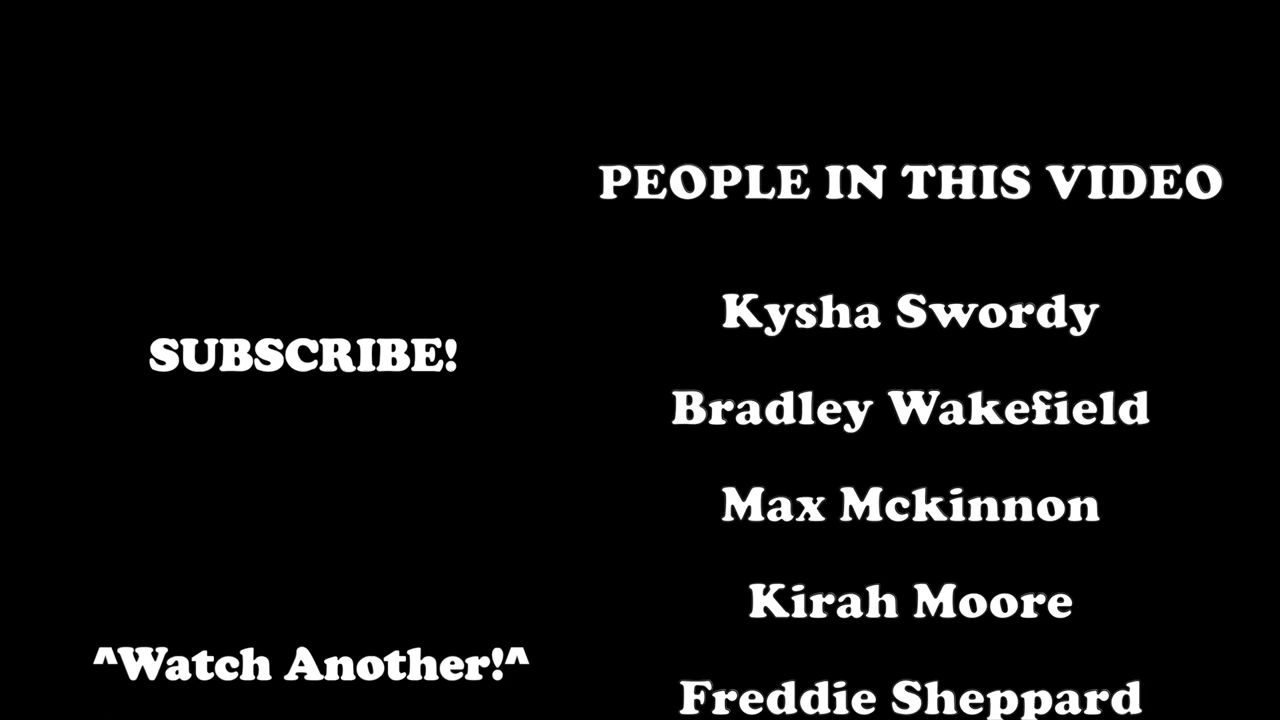 PEOPLE IN THIS VIDEO
Kysha Swordy
SUBSCRIBE!
Bradley Wakefield
Max Mckinnon
Kirah Moore
^Watch Another!^
Freddie Sheppard